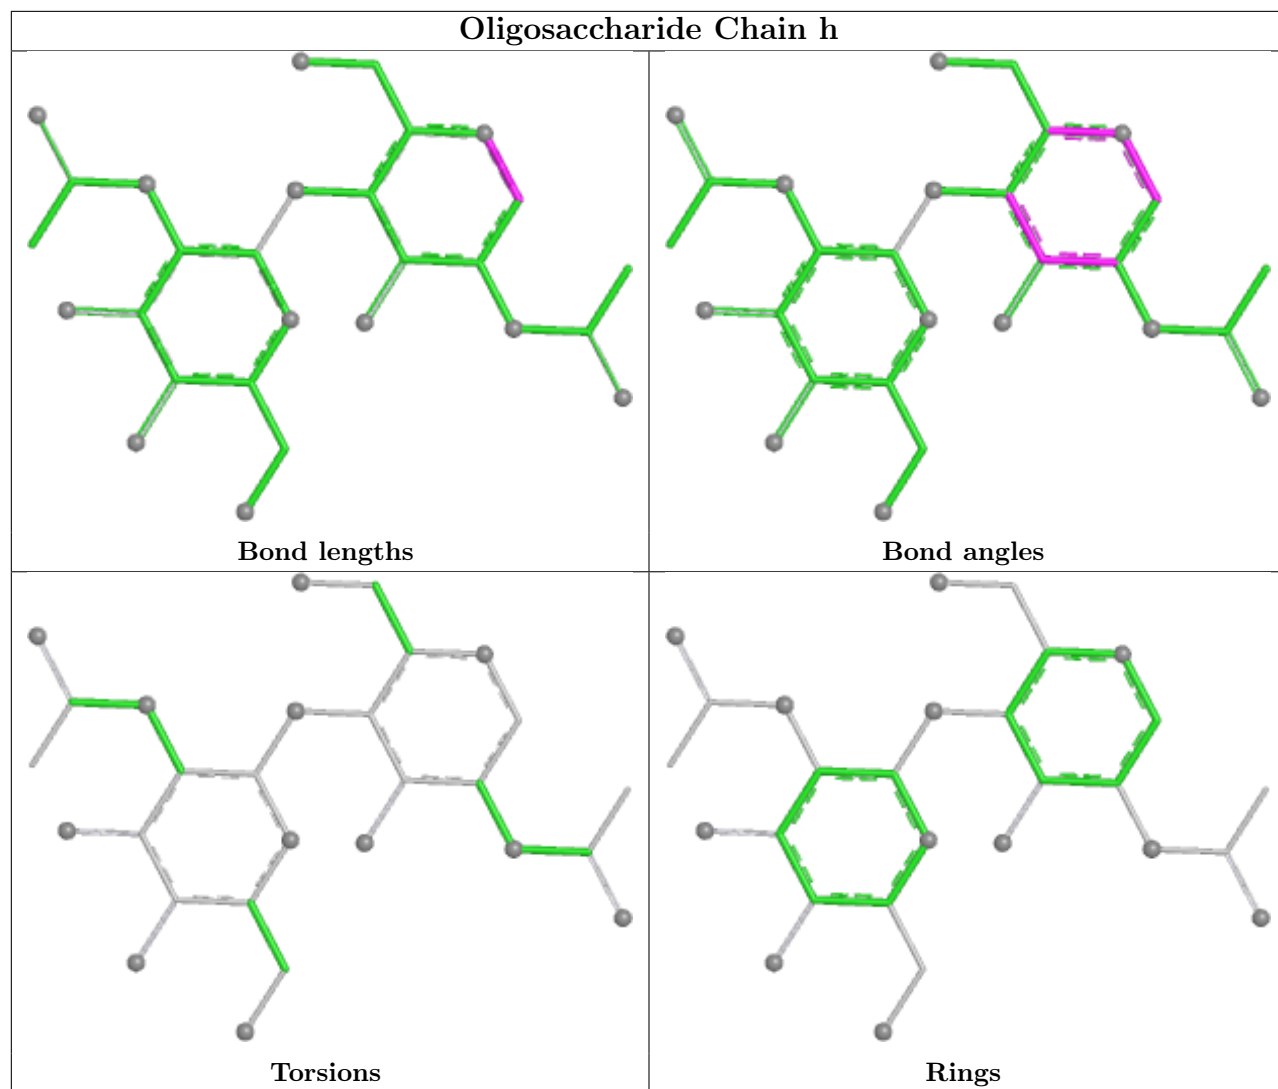 Oligosaccharide Chain h
Bond lengths
Bond angles
Torsions
Rings